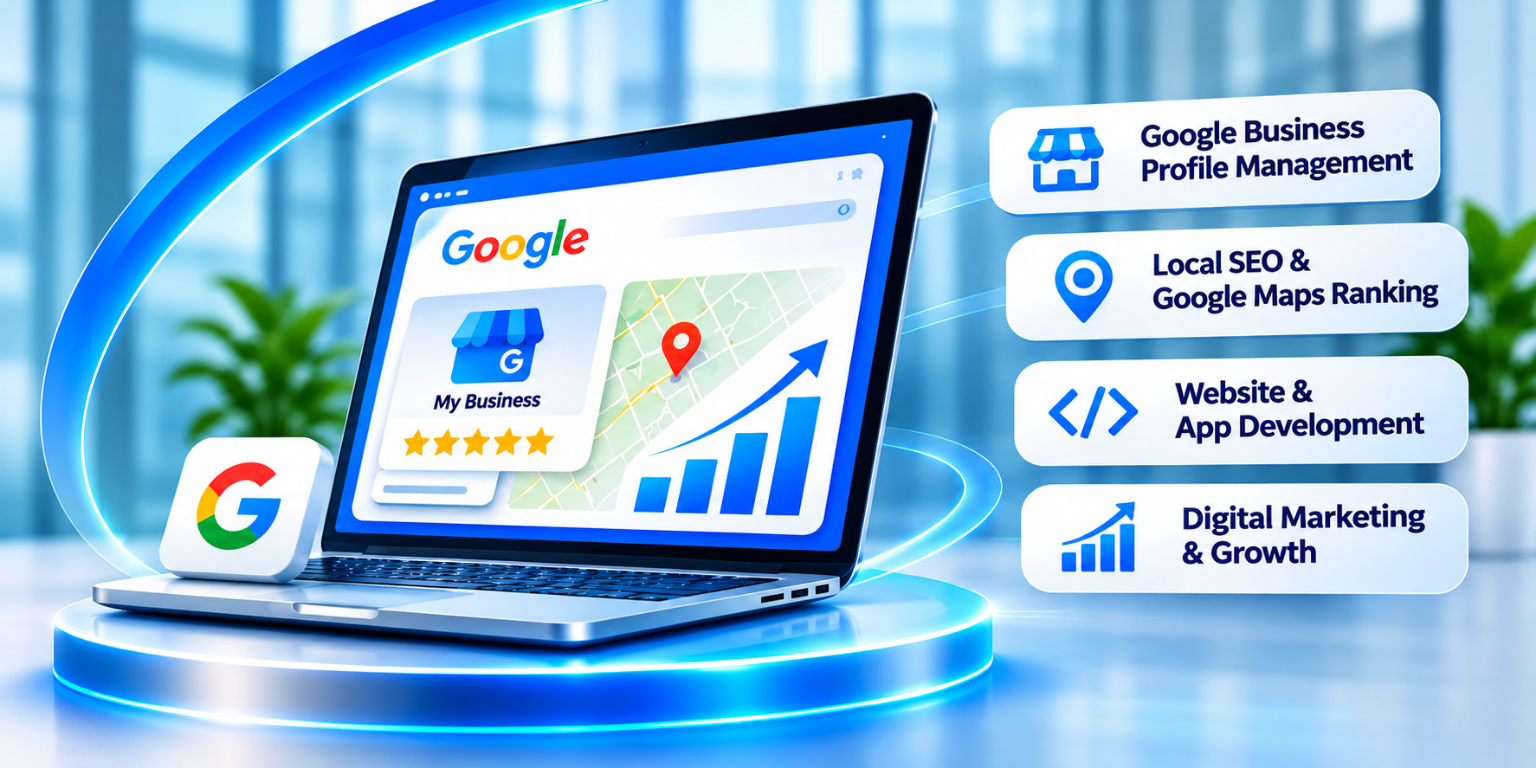 Google
My Business
G
G
Google Business
Profile Management
Local SEO &
Google Maps Ranking
Website &
App Development
Digital Marketing
& Growth